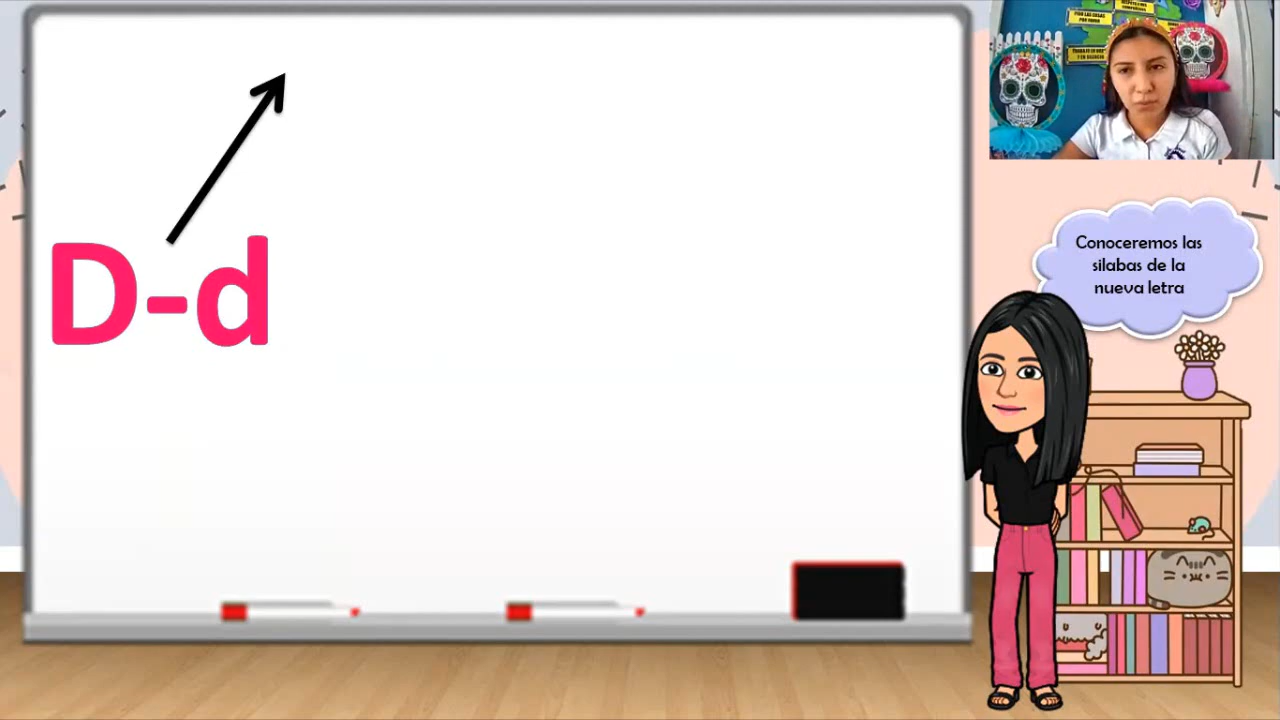 D-d
Conoceremos las
silabas de la
nueva letra